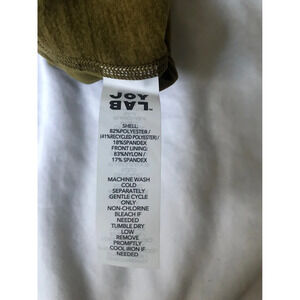 JOY
LAB™
SHELL:
82%POLYESTER /
(41%RECYCLED POLYESTER) /
18%SPANDEX
FRONT LINING:
83%NYLON /
17% SPANDEX
MACHINE WASH
COLD
SEPARATELY
GENTLE CYCLE
ONLY
NON-CHLORINE
BLEACH IF
NEEDED
TUMBLE DRY
LOW
REMOVE
PROMPTLY
COOL IRON IF
NEEDED